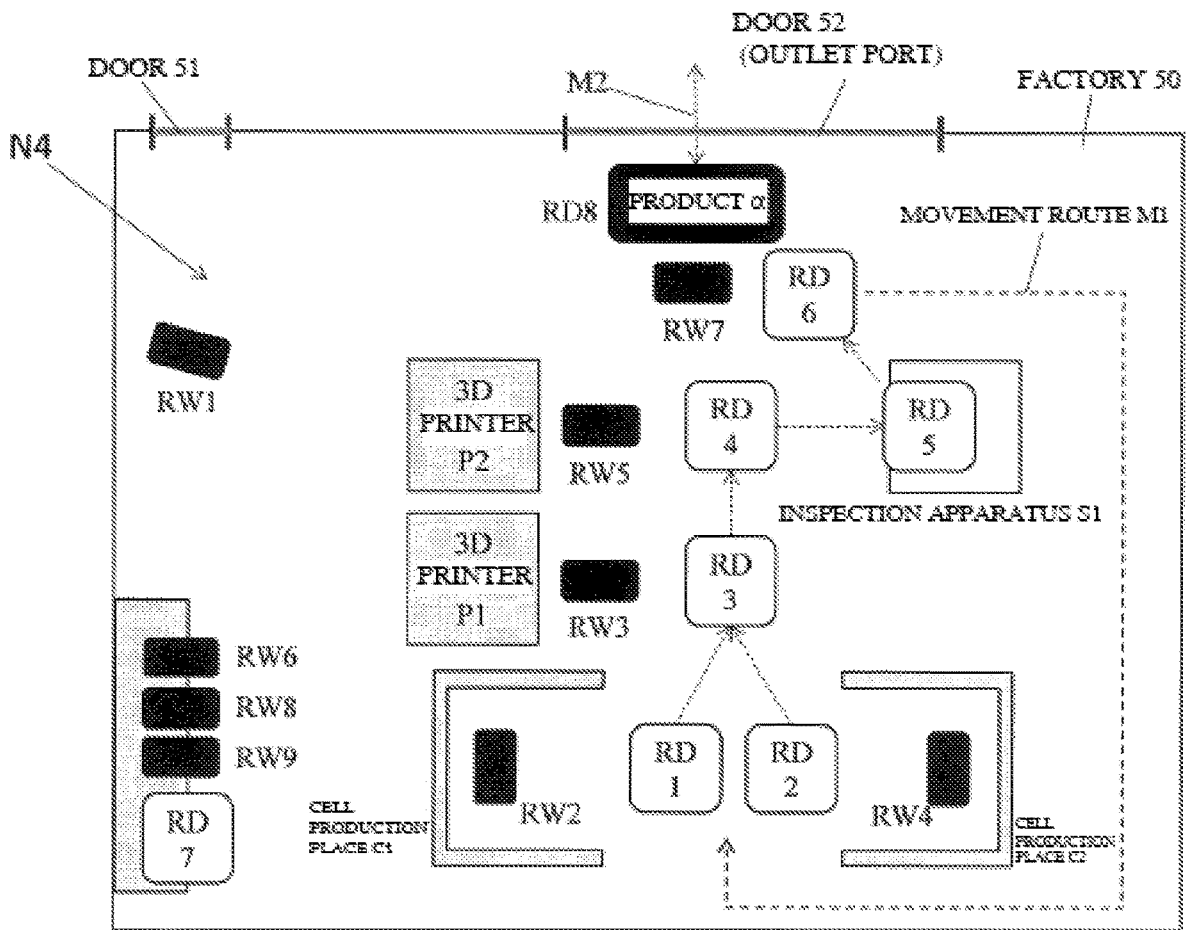 DOOR 52
(OUTLET PORT)
DOOR 51
M2
FACTORY 50
N4
RD8
PRODUCT α
MOVEMENT ROUTE M1
RD
6
RW7
RW1
3D
PRINTER
P2
RW5
RD
4
RD
5
INSPECTION APPARATUS S1
3D
PRINTER
P1
RW3
RD
3
RW6
RW8
RW9
RD
7
CELL
PRODUCTION
PLACE C1
RW2
RD
1
RD
2
RW4
CELL
PRODUCTION
PLACE C2